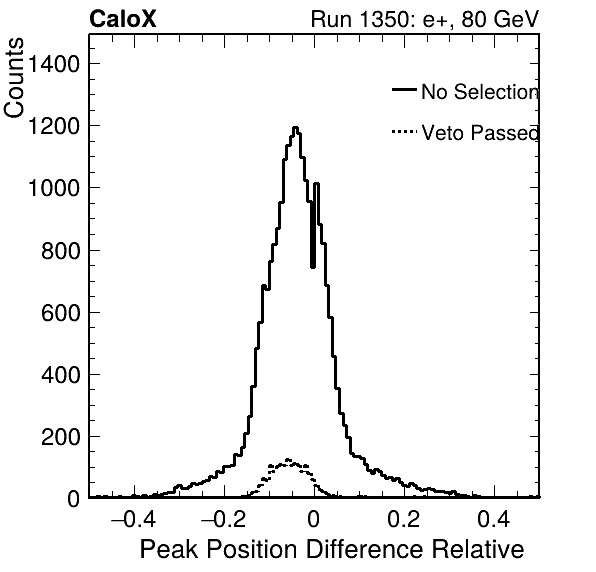 CaloX Run 1350: e+, 80 GeV
Counts
1400
1200
1000
800
600
400
200
0
No Selection
Veto Passed
−0.4 −0.2 0 0.2 0.4
Peak Position Difference Relative